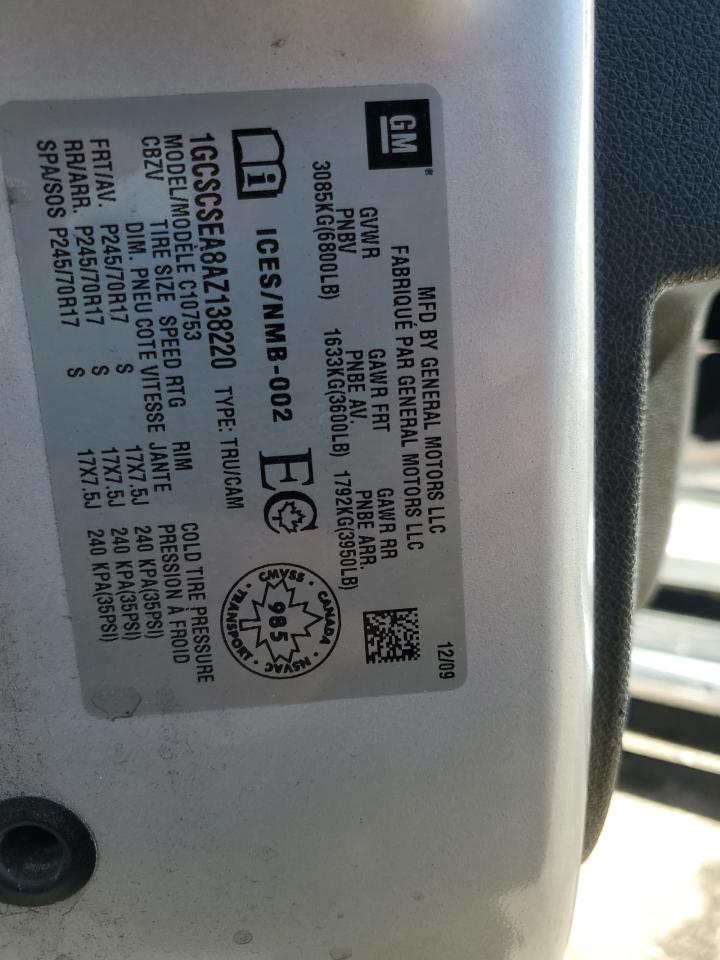 GM ®
12/09
MFD BY GENERAL MOTORS LLC
FABRIQUÉ PAR GENERAL MOTORS LLC
GVWR GAWR FRT GAWR RR
PNBV PNBE AV. PNBE ARR.
3085KG(6800LB) 1633KG(3600LB) 1792KG(3950LB)
i ICES/NMB-002 EC
CMVSS • CANADA • NSVAC • TRANSPORT •
985
1GCSCSEA8AZ138220 TYPE: TRU/CAM
MODEL/MODÈLE C10753
CBZV TIRE SIZE SPEED RTG RIM COLD TIRE PRESSURE
DIM. PNEU COTE VITESSE JANTE PRESSION À FROID
FRT/AV. P245/70R17 S 17X7.5J 240 KPA(35PSI)
RR/ARR. P245/70R17 S 17X7.5J 240 KPA(35PSI)
SPA/SOS P245/70R17 S 17X7.5J 240 KPA(35PSI)